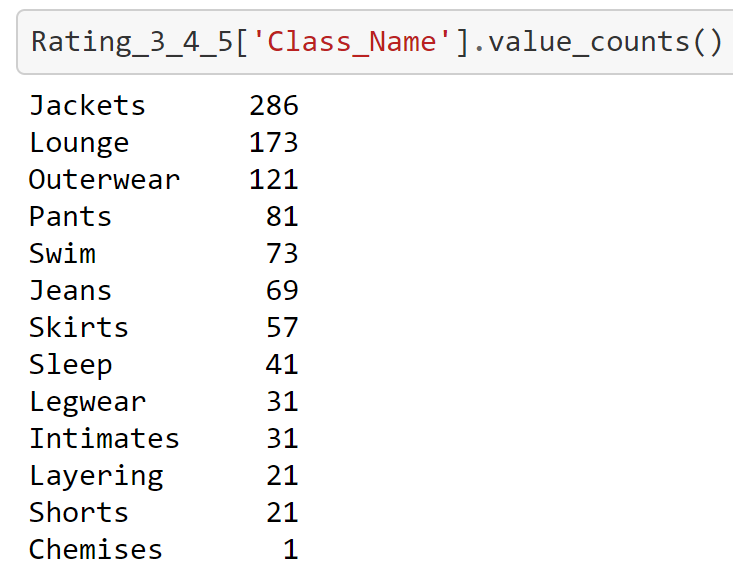 Rating_3_4_5['Class_Name'].value_counts()
Jackets 286
Lounge 173
Outerwear 121
Pants 81
Swim 73
Jeans 69
Skirts 57
Sleep 41
Legwear 31
Intimates 31
Layering 21
Shorts 21
Chemises 1